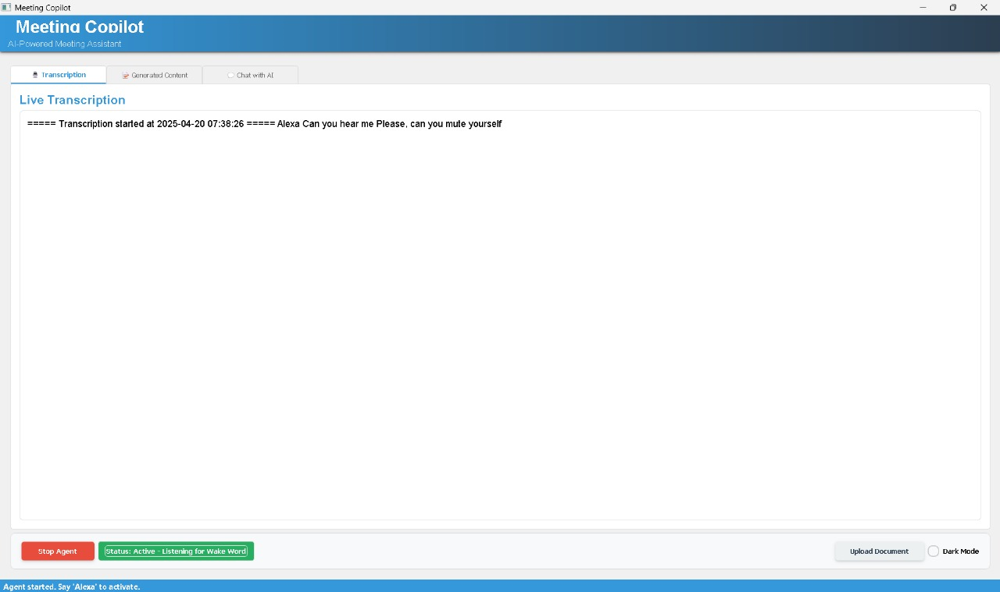 Meeting Copilot
Meeting Copilot
AI-Powered Meeting Assistant
Transcription
Generated Content
Chat with AI
Live Transcription
===== Transcription started at 2025-04-20 07:38:26 ===== Alexa Can you hear me Please, can you mute yourself
Stop Agent
Status: Active - Listening for Wake Word
Upload Document
Dark Mode
Agent started. Say 'Alexa' to activate.